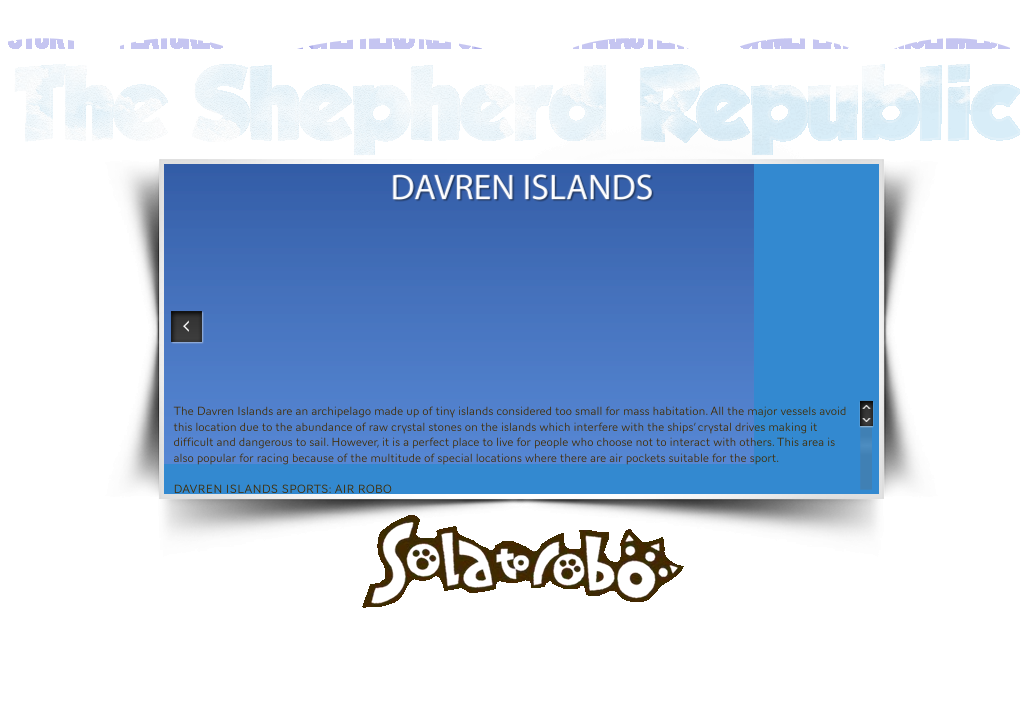 The Shepherd Republic
DAVREN ISLANDS
The Davren Islands are an archipelago made up of tiny islands considered too small for mass habitation. All the major vessels avoid
this location due to the abundance of raw crystal stones on the islands which interfere with the ships' crystal drives making it
difficult and dangerous to sail. However, it is a perfect place to live for people who choose not to interact with others. This area is
also popular for racing because of the multitude of special locations where there are air pockets suitable for the sport.
DAVREN ISLANDS SPORTS: AIR ROBO
Solatorobo